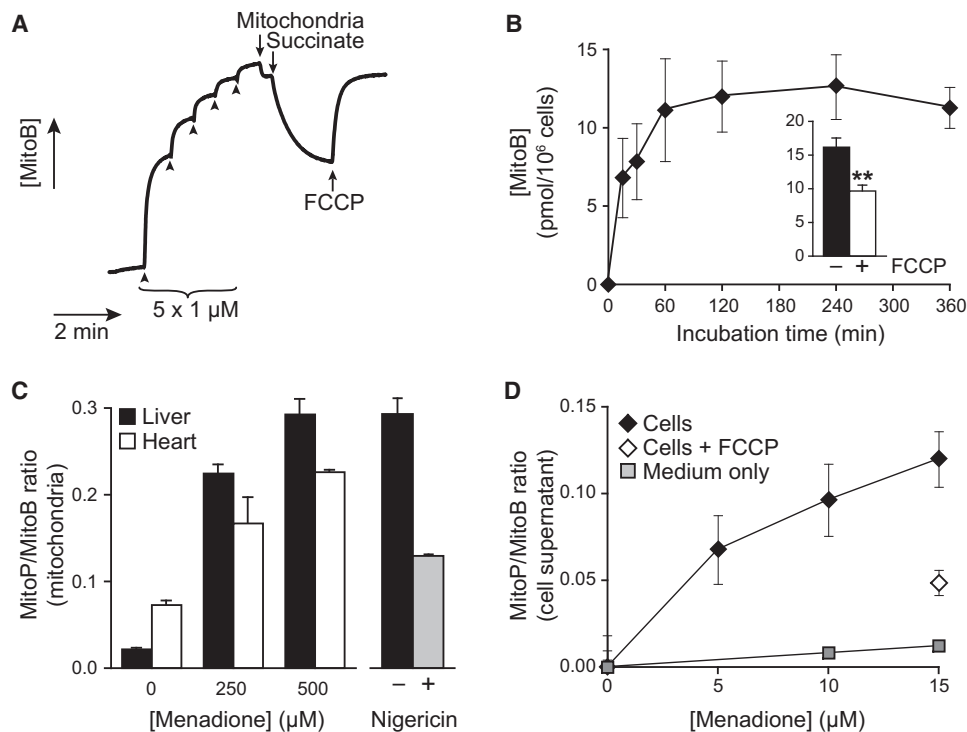 A
Mitochondria
Succinate
[MitoB]
FCCP
5 x 1 µM
2 min
B
[MitoB]
(pmol/10⁶ cells)
15
10
5
0
0 60 120 180 240 300 360
Incubation time (min)
20
15
10
5
0
**
– + FCCP
C
MitoP/MitoB ratio
(mitochondria)
0.3
0.2
0.1
0.0
Liver
Heart
0 250 500
[Menadione] (µM)
– +
Nigericin
D
MitoP/MitoB ratio
(cell supernatant)
0.15
0.10
0.05
0.00
Cells
Cells + FCCP
Medium only
0 5 10 15
[Menadione] (µM)